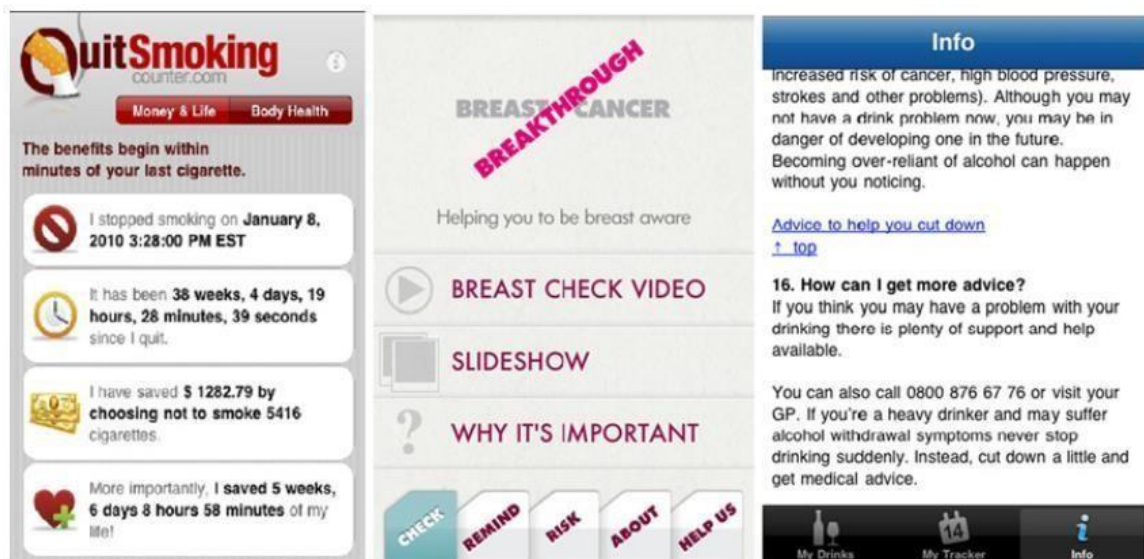 QuitSmoking
counter.com
Money & Life
Body Health
The benefits begin within
minutes of your last cigarette.
I stopped smoking on January 8,
2010 3:28:00 PM EST
It has been 38 weeks, 4 days, 19
hours, 28 minutes, 39 seconds
since I quit.
I have saved $ 1282.79 by
choosing not to smoke 5416
cigarettes.
More importantly, I saved 5 weeks,
6 days 8 hours 58 minutes of my
life!
BREAST CANCER
BREAKTHROUGH
Helping you to be breast aware
BREAST CHECK VIDEO
SLIDESHOW
?
WHY IT'S IMPORTANT
CHECK
REMIND
RISK
ABOUT
HELP US
Info
Increased risk of cancer, high blood pressure,
strokes and other problems). Although you may
not have a drink problem now, you may be in
danger of developing one in the future.
Becoming over-reliant of alcohol can happen
without you noticing.
Advice to help you cut down
↑ top
16. How can I get more advice?
If you think you may have a problem with your
drinking there is plenty of support and help
available.
You can also call 0800 876 67 76 or visit your
GP. If you're a heavy drinker and may suffer
alcohol withdrawal symptoms never stop
drinking suddenly. Instead, cut down a little and
get medical advice.
My Drinks
14
My Tracker
i
Info